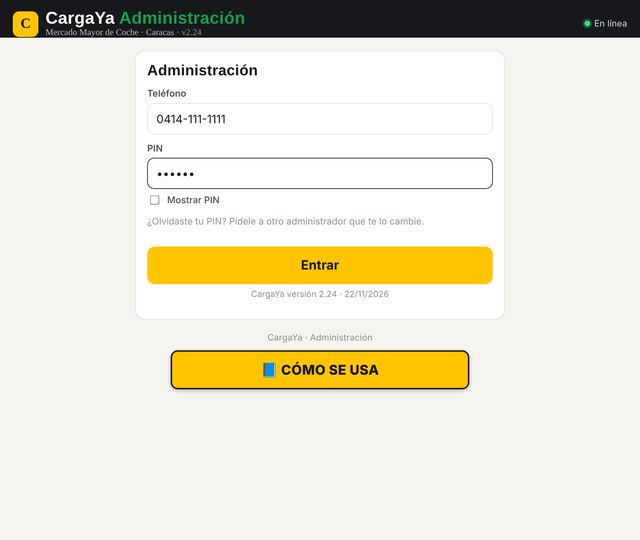 C
CargaYa Administración
Mercado Mayor de Coche · Caracas · v2.24
En línea
Administración
Teléfono
0414-111-1111
PIN
••••••
Mostrar PIN
¿Olvidaste tu PIN? Pídele a otro administrador que te lo cambie.
Entrar
CargaYa versión 2.24 · 22/11/2026
CargaYa · Administración
📘 CÓMO SE USA